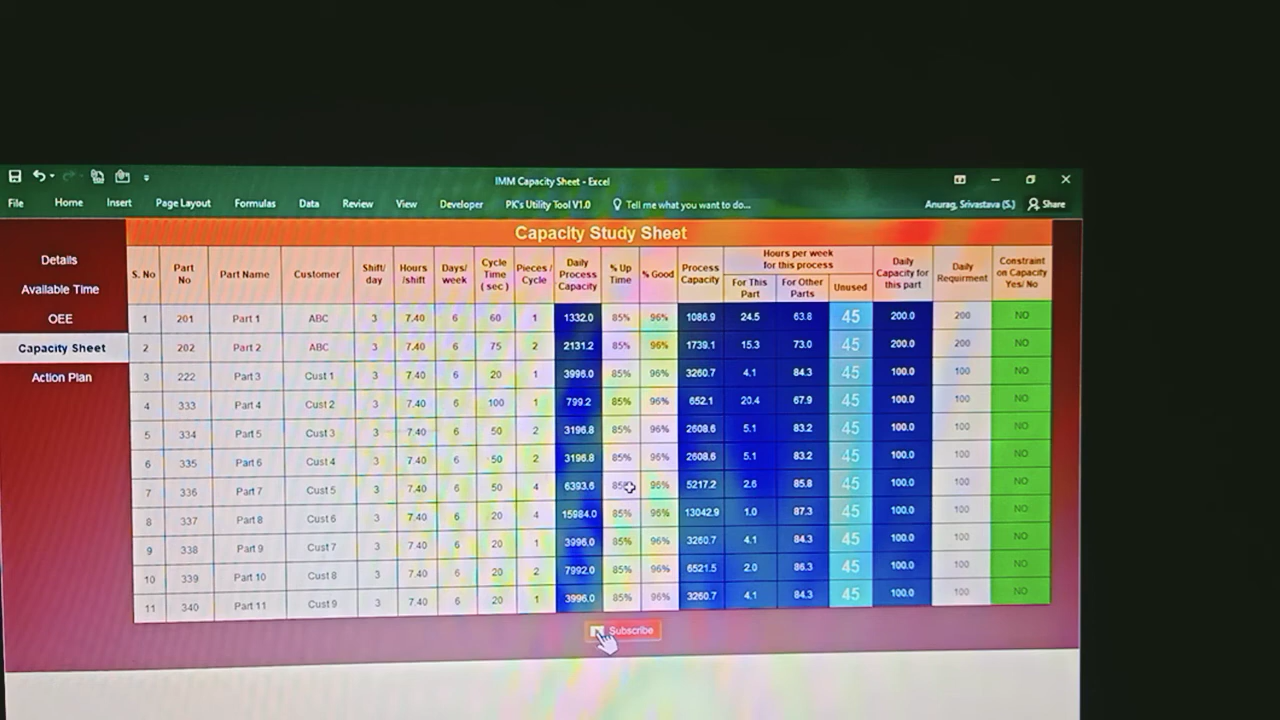 IMM Capacity Sheet - Excel
File Home Insert Page Layout Formulas Data Review View Developer PK's Utility Tool V1.0 Tell me what you want to do... Anurag, Srivastava (S.) Share
Capacity Study Sheet
Details
Available Time
OEE
Capacity Sheet
Action Plan
S. No Part No Part Name Customer Shift/ day Hours /shift Days/ week Cycle Time ( sec ) Pieces / Cycle Daily Process Capacity % Up Time % Good Process Capacity Hours per week for this process For This Part For Other Parts Unused Daily Capacity for this part Daily Requirment Constraint on Capacity Yes/ No
1 201 Part 1 ABC 3 7.40 6 60 1 1332.0 85% 96% 1086.9 24.5 63.8 45 200.0 200 NO
2 202 Part 2 ABC 3 7.40 6 75 2 2131.2 85% 96% 1739.1 15.3 73.0 45 200.0 200 NO
3 222 Part 3 Cust 1 3 7.40 6 20 1 3996.0 85% 96% 3260.7 4.1 84.3 45 100.0 100 NO
4 333 Part 4 Cust 2 3 7.40 6 100 1 799.2 85% 96% 652.1 20.4 67.9 45 100.0 100 NO
5 334 Part 5 Cust 3 3 7.40 6 50 2 3196.8 85% 96% 2608.6 5.1 83.2 45 100.0 100 NO
6 335 Part 6 Cust 4 3 7.40 6 50 2 3196.8 85% 96% 2608.6 5.1 83.2 45 100.0 100 NO
7 336 Part 7 Cust 5 3 7.40 6 50 4 6393.6 85% 96% 5217.2 2.6 85.8 45 100.0 100 NO
8 337 Part 8 Cust 6 3 7.40 6 20 4 15984.0 85% 96% 13042.9 1.0 87.3 45 100.0 100 NO
9 338 Part 9 Cust 7 3 7.40 6 20 1 3996.0 85% 96% 3260.7 4.1 84.3 45 100.0 100 NO
10 339 Part 10 Cust 8 3 7.40 6 20 2 7992.0 85% 96% 6521.5 2.0 86.3 45 100.0 100 NO
11 340 Part 11 Cust 9 3 7.40 6 20 1 3996.0 85% 96% 3260.7 4.1 84.3 45 100.0 100 NO
Subscribe